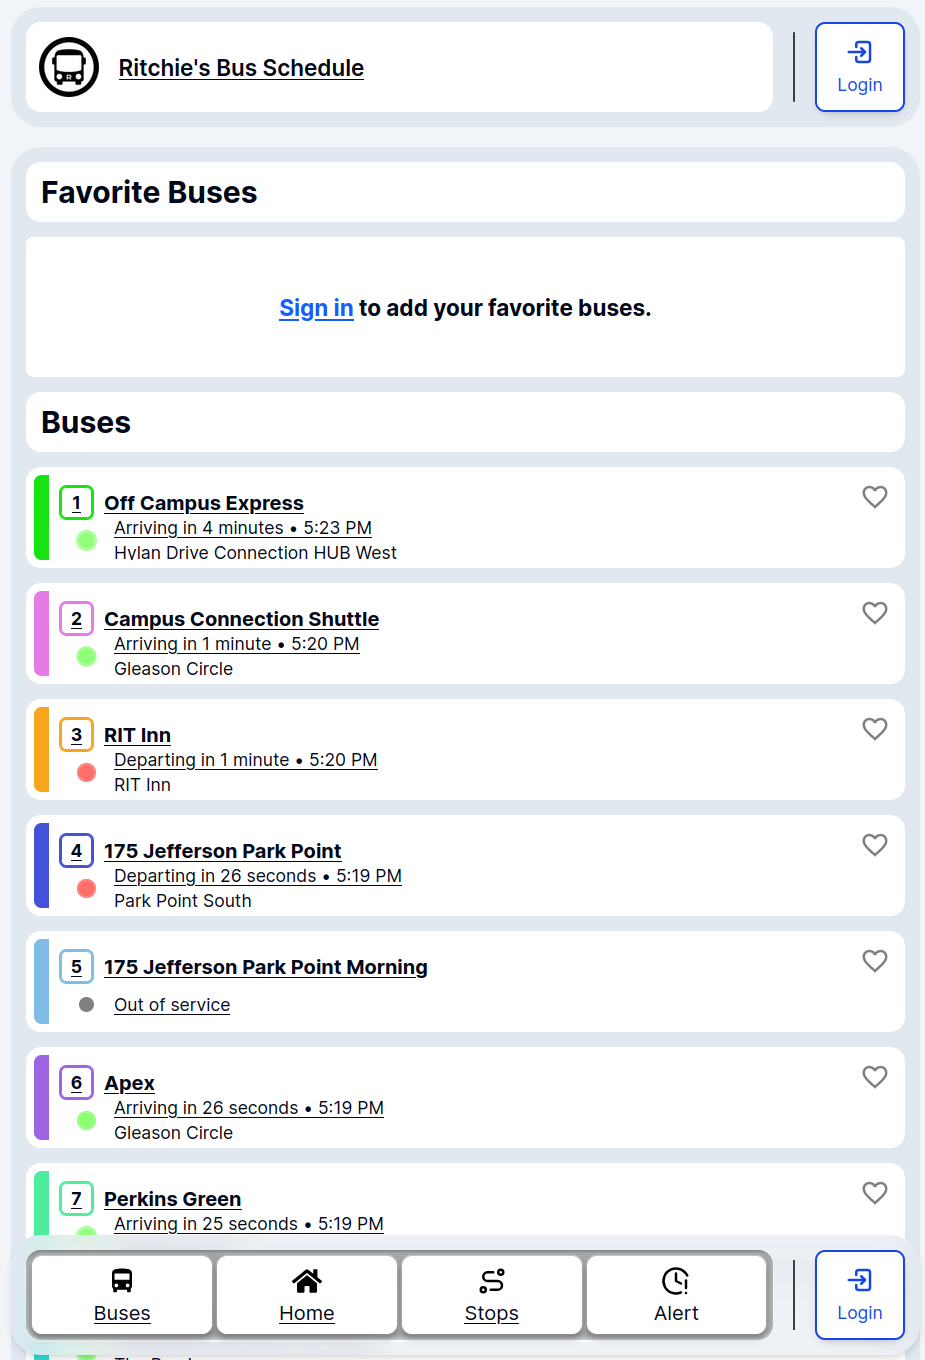 Ritchie's Bus Schedule
Login
Favorite Buses
Sign in to add your favorite buses.
Buses
1 Off Campus Express
Arriving in 4 minutes • 5:23 PM
Hylan Drive Connection HUB West
2 Campus Connection Shuttle
Arriving in 1 minute • 5:20 PM
Gleason Circle
3 RIT Inn
Departing in 1 minute • 5:20 PM
RIT Inn
4 175 Jefferson Park Point
Departing in 26 seconds • 5:19 PM
Park Point South
5 175 Jefferson Park Point Morning
Out of service
6 Apex
Arriving in 26 seconds • 5:19 PM
Gleason Circle
7 Perkins Green
Arriving in 25 seconds • 5:19 PM
Buses Home Stops Alert Login